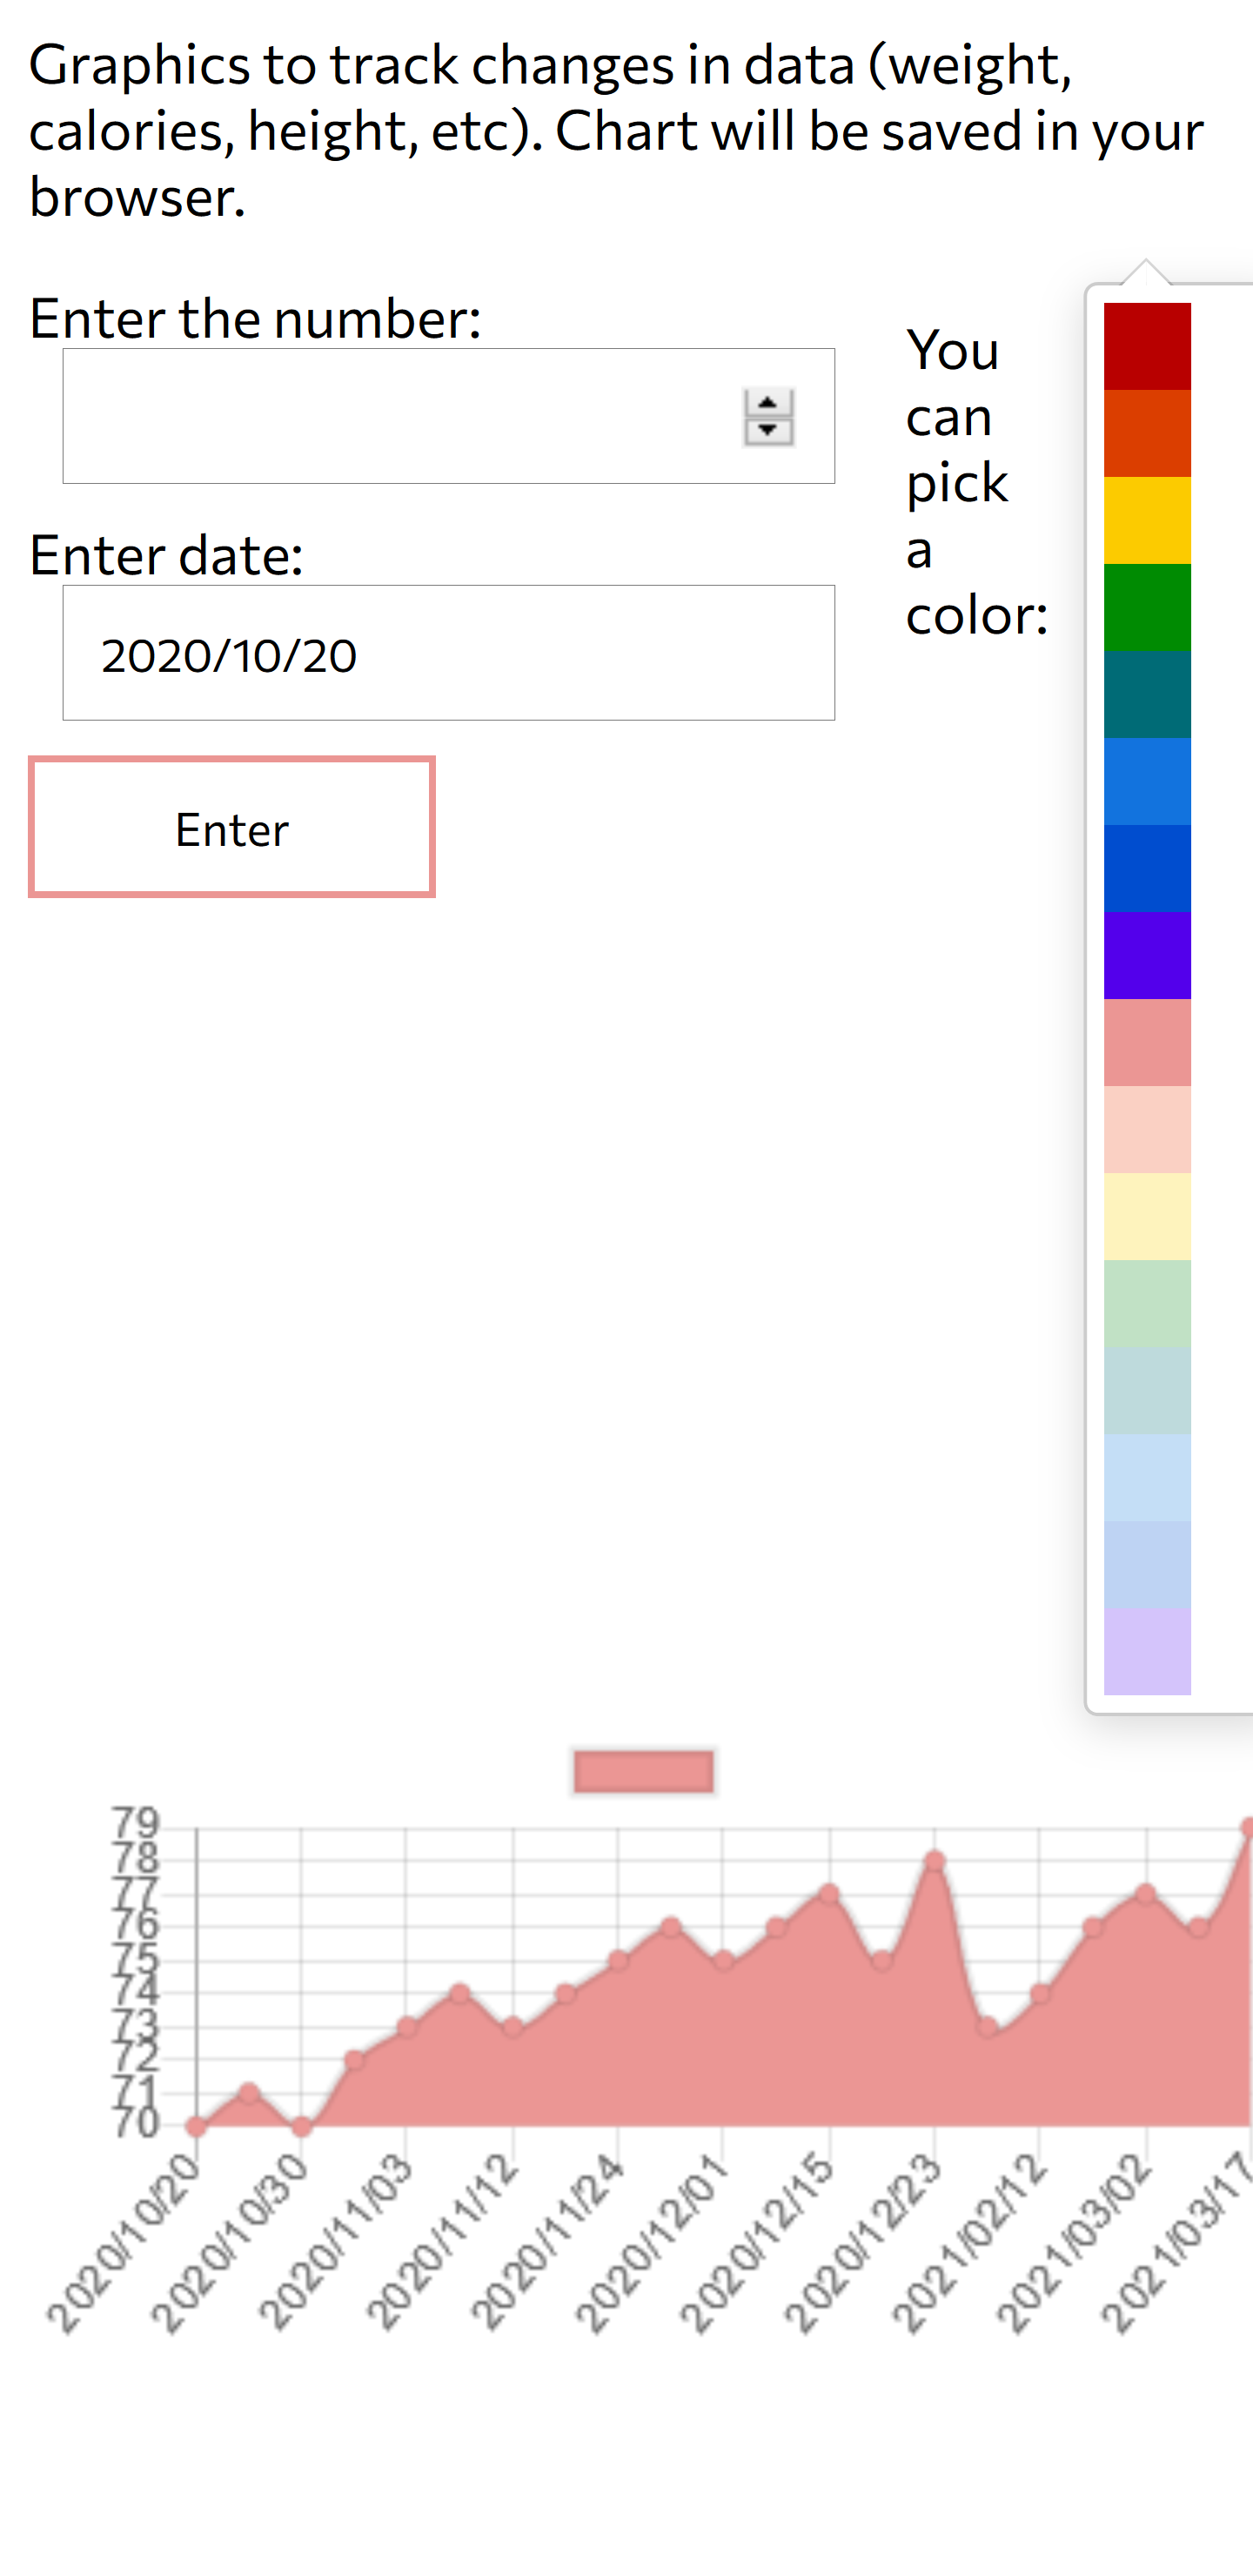 Graphics to track changes in data (weight,
calories, height, etc). Chart will be saved in your
browser.
Enter the number:
You
can
pick
a
color:
Enter date:
2020/10/20
Enter
79
78
77
76
75
74
73
72
71
70
2020/10/20
2020/10/30
2020/11/03
2020/11/12
2020/11/24
2020/12/01
2020/12/15
2020/12/23
2021/02/12
2021/03/02
2021/03/17